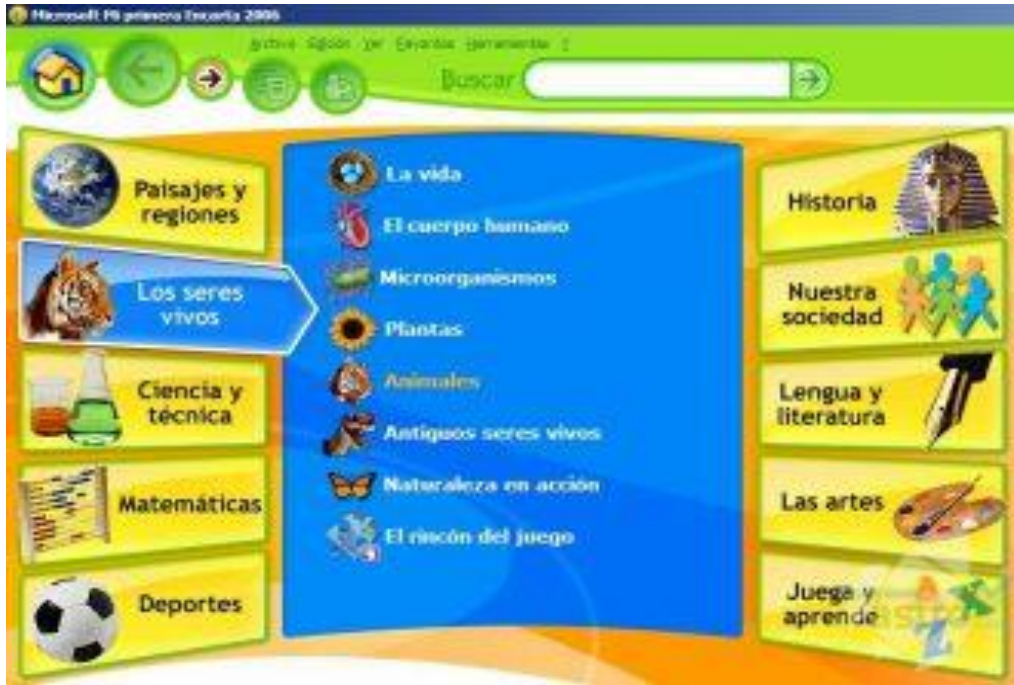 Microsoft Mi primera Encarta 2006
Archivo Edición Ver Favoritos Herramientas ?
Buscar
Paisajes y
regiones
Los seres
vivos
Ciencia y
técnica
Matemáticas
Deportes
La vida
El cuerpo humano
Microorganismos
Plantas
Animales
Antiguos seres vivos
Naturaleza en acción
El rincón del juego
Historia
Nuestra
sociedad
Lengua y
literatura
Las artes
Juega y
aprende
z